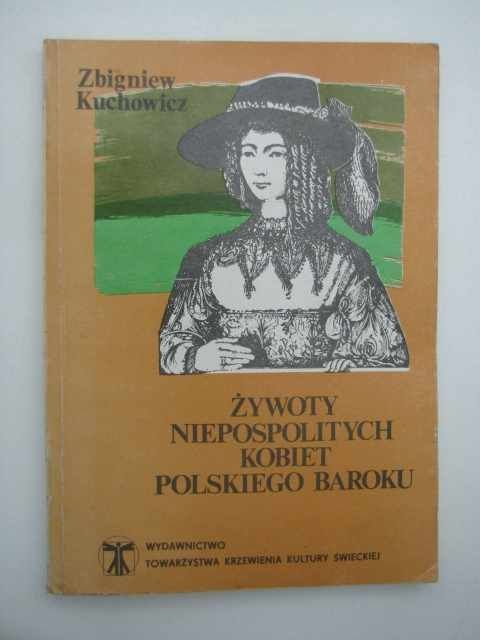 Zbigniew
Kuchowicz
ŻYWOTY
NIEPOSPOLITYCH
KOBIET
POLSKIEGO BAROKU
WYDAWNICTWO
TOWARZYSTWA KRZEWIENIA KULTURY ŚWIECKIEJ